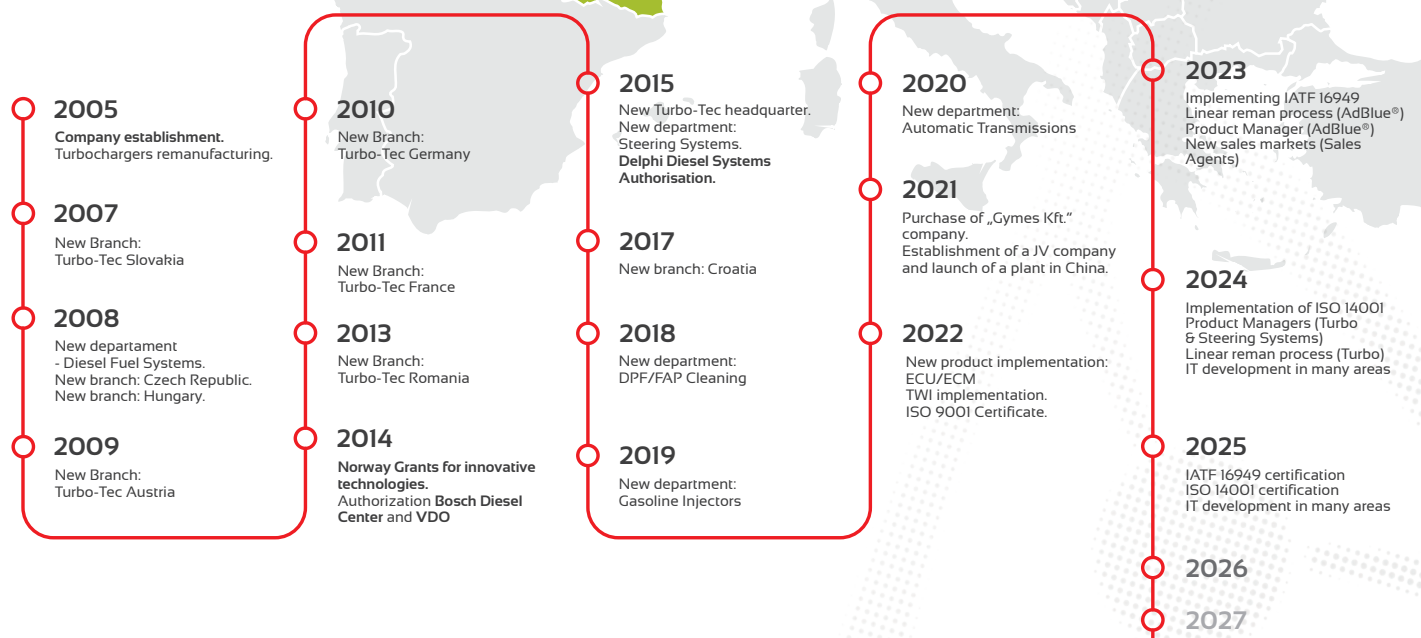 2005
Company establishment.
Turbochargers remanufacturing.
2007
New Branch:
Turbo-Tec Slovakia
2008
New departament
- Diesel Fuel Systems.
New branch: Czech Republic.
New branch: Hungary.
2009
New Branch:
Turbo-Tec Austria
2010
New Branch:
Turbo-Tec Germany
2011
New Branch:
Turbo-Tec France
2013
New Branch:
Turbo-Tec Romania
2014
Norway Grants for innovative
technologies.
Authorization Bosch Diesel
Center and VDO
2015
New Turbo-Tec headquarter.
New department:
Steering Systems.
Delphi Diesel Systems
Authorisation.
2017
New branch: Croatia
2018
New department:
DPF/FAP Cleaning
2019
New department:
Gasoline Injectors
2020
New department:
Automatic Transmissions
2021
Purchase of „Gymes Kft.”
company.
Establishment of a JV company
and launch of a plant in China.
2022
New product implementation:
ECU/ECM
TWI implementation.
ISO 9001 Certificate.
2023
Implementing IATF 16949
Linear reman process (AdBlue®)
Product Manager (AdBlue®)
New sales markets (Sales
Agents)
2024
Implementation of ISO 14001
Product Managers (Turbo
& Steering Systems)
Linear reman process (Turbo)
IT development in many areas
2025
IATF 16949 certification
ISO 14001 certification
IT development in many areas
2026
2027